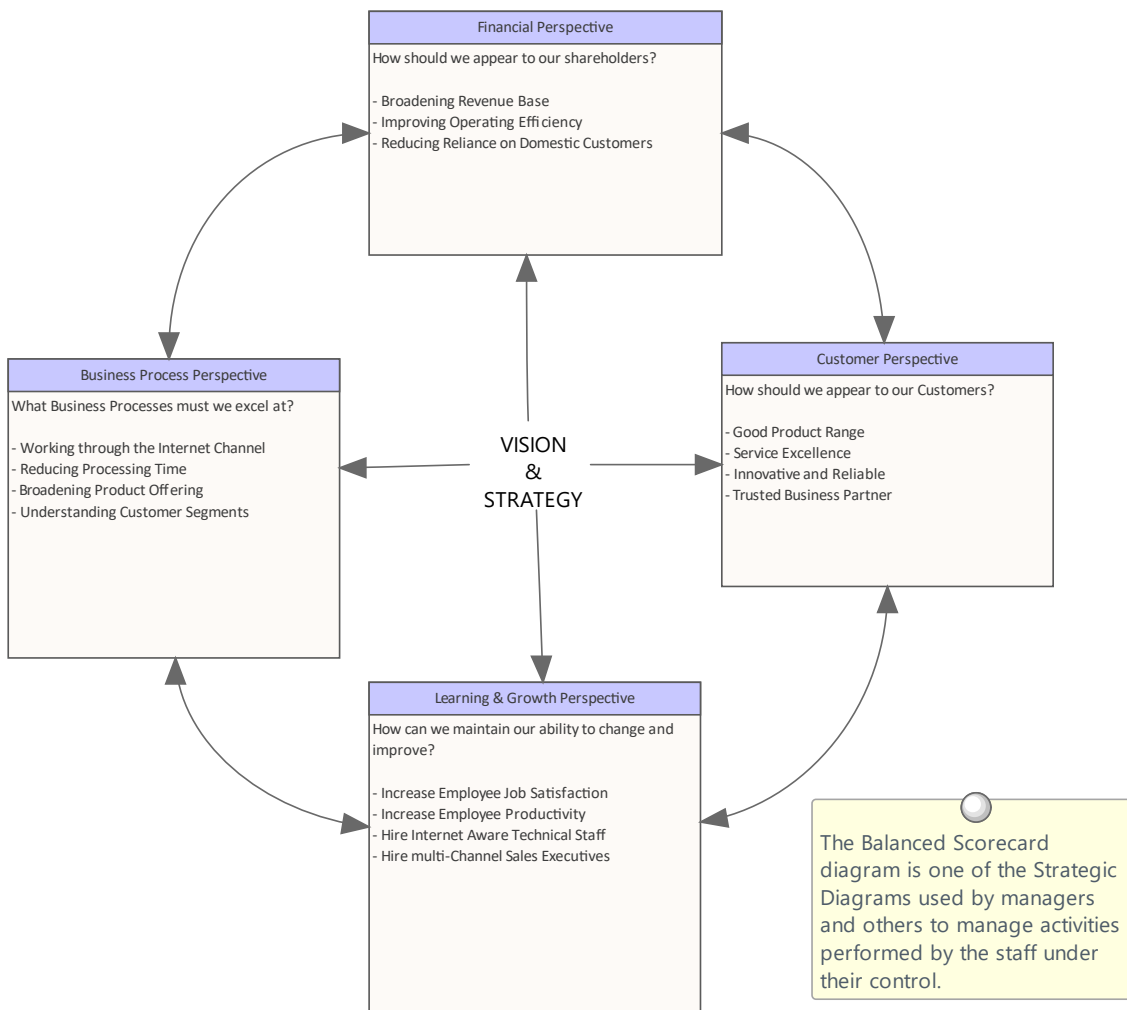 Financial Perspective
How should we appear to our shareholders?
- Broadening Revenue Base
- Improving Operating Efficiency
- Reducing Reliance on Domestic Customers
Business Process Perspective
What Business Processes must we excel at?
- Working through the Internet Channel
- Reducing Processing Time
- Broadening Product Offering
- Understanding Customer Segments
VISION
&
STRATEGY
Customer Perspective
How should we appear to our Customers?
- Good Product Range
- Service Excellence
- Innovative and Reliable
- Trusted Business Partner
Learning & Growth Perspective
How can we maintain our ability to change and
improve?
- Increase Employee Job Satisfaction
- Increase Employee Productivity
- Hire Internet Aware Technical Staff
- Hire multi-Channel Sales Executives
The Balanced Scorecard
diagram is one of the Strategic
Diagrams used by managers
and others to manage activities
performed by the staff under
their control.